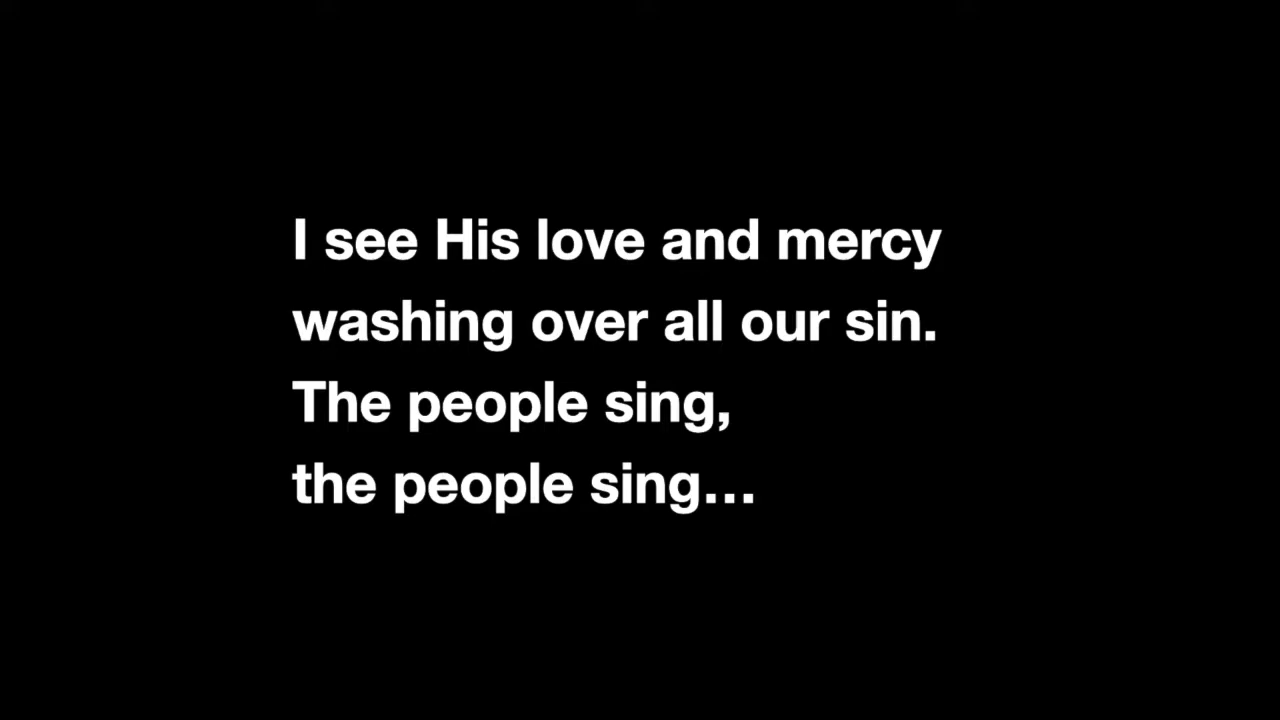 I see His love and mercy
washing over all our sin.
The people sing,
the people sing...